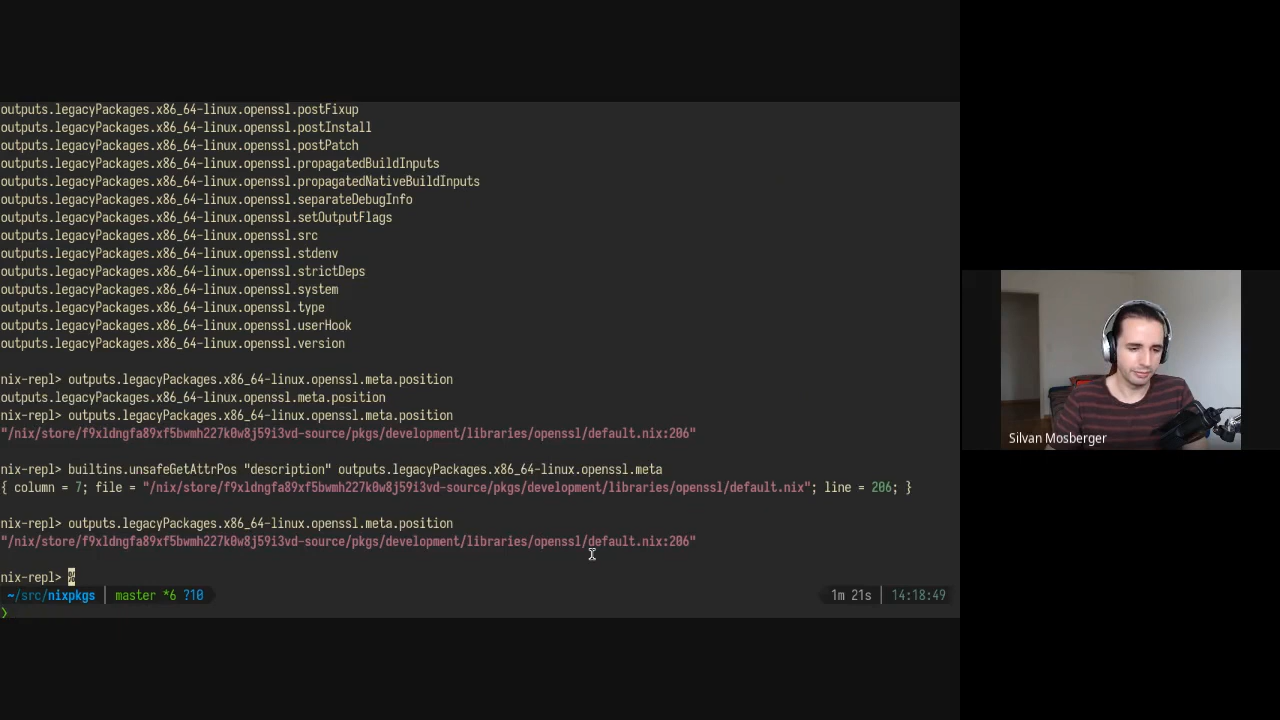 outputs.legacyPackages.x86_64-linux.openssl.postFixup
outputs.legacyPackages.x86_64-linux.openssl.postInstall
outputs.legacyPackages.x86_64-linux.openssl.postPatch
outputs.legacyPackages.x86_64-linux.openssl.propagatedBuildInputs
outputs.legacyPackages.x86_64-linux.openssl.propagatedNativeBuildInputs
outputs.legacyPackages.x86_64-linux.openssl.separateDebugInfo
outputs.legacyPackages.x86_64-linux.openssl.setOutputFlags
outputs.legacyPackages.x86_64-linux.openssl.src
outputs.legacyPackages.x86_64-linux.openssl.stdenv
outputs.legacyPackages.x86_64-linux.openssl.strictDeps
outputs.legacyPackages.x86_64-linux.openssl.system
outputs.legacyPackages.x86_64-linux.openssl.type
outputs.legacyPackages.x86_64-linux.openssl.userHook
outputs.legacyPackages.x86_64-linux.openssl.version
nix-repl> outputs.legacyPackages.x86_64-linux.openssl.meta.position
outputs.legacyPackages.x86_64-linux.openssl.meta.position
nix-repl> outputs.legacyPackages.x86_64-linux.openssl.meta.position
"/nix/store/f9xldngfa89xf5bwmh227k0w8j59i3vd-source/pkgs/development/libraries/openssl/default.nix:206"
nix-repl> builtins.unsafeGetAttrPos "description" outputs.legacyPackages.x86_64-linux.openssl.meta
{ column = 7; file = "/nix/store/f9xldngfa89xf5bwmh227k0w8j59i3vd-source/pkgs/development/libraries/openssl/default.nix"; line = 206; }
nix-repl> outputs.legacyPackages.x86_64-linux.openssl.meta.position
"/nix/store/f9xldngfa89xf5bwmh227k0w8j59i3vd-source/pkgs/development/libraries/openssl/default.nix:206"
nix-repl>
~/src/nixpkgs master *6 ?10 1m 21s 14:18:49
❯
Silvan Mosberger